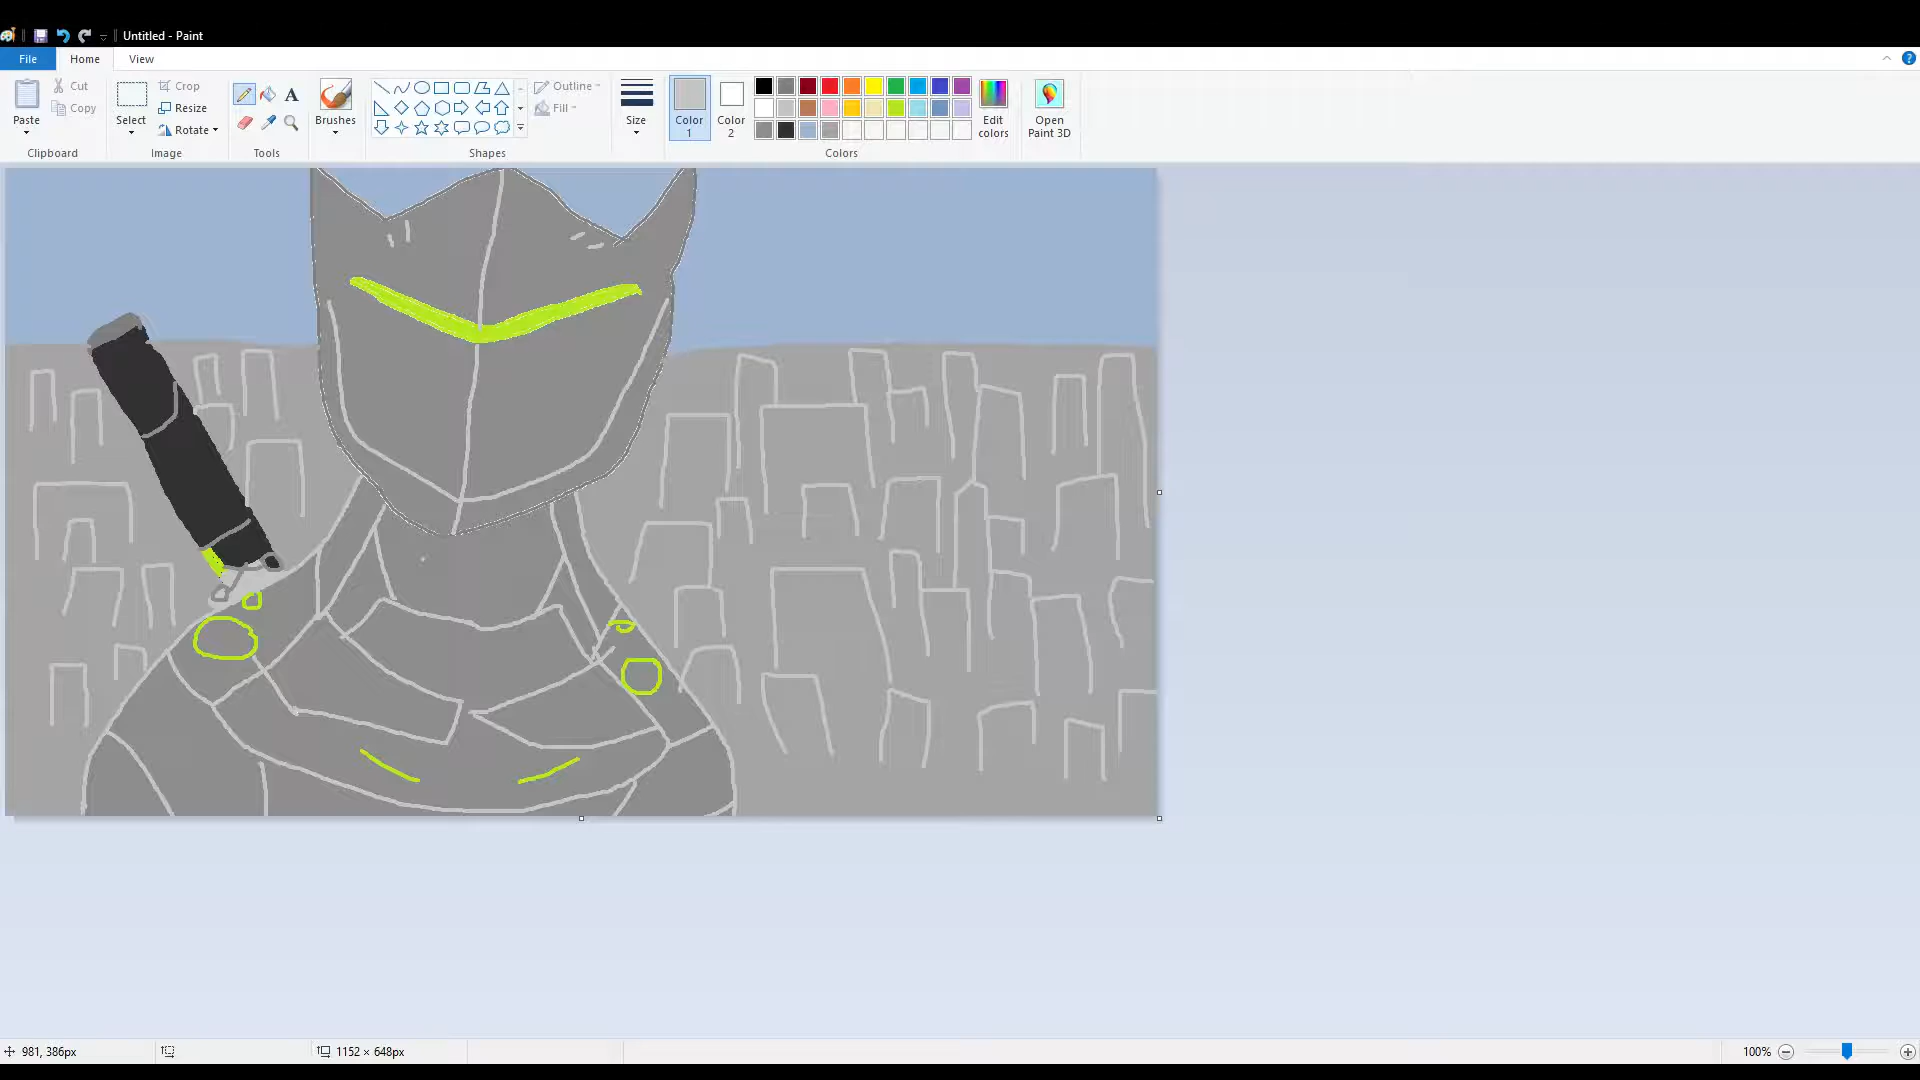 Untitled - Paint
File Home View
Paste
Cut
Copy
Clipboard
Select
Crop
Resize
Rotate
Image
A
Tools
Brushes
Shapes
Outline
Fill
Size
Color 1
Color 2
Colors
Edit colors
Open Paint 3D
981, 386px
1152 × 648px
100%